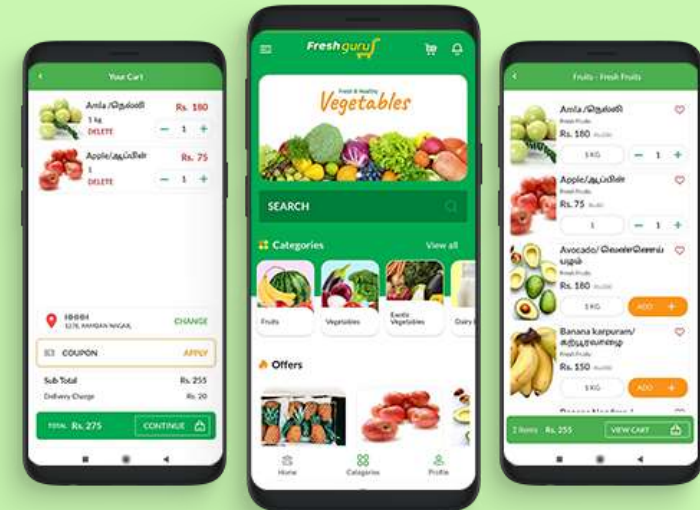 Your Cart
Amla /நெல்லி
Rs. 180
1 kg
DELETE
1
Apple/ஆப்பிள்
Rs. 75
1
DELETE
1
CHANGE
COUPON
APPLY
Sub Total
Rs. 255
Delivery Charge
Rs. 20
TOTAL Rs. 275
CONTINUE
Freshguru
Fresh & Healthy
Vegetables
SEARCH
Categories
View all
Fruits
Vegetables
Exotic
Vegetables
Dairy
Offers
Home
Categories
Profile
Fruits - Fresh Fruits
Amla /நெல்லி
Fresh Fruits
Rs. 180
1 KG
1
Apple/ஆப்பிள்
Fresh Fruits
Rs. 75
1
1
Avocado/ வெண்ணெய்
பழம்
Fresh Fruits
Rs. 180
1 KG
ADD
Banana karpuram/
கற்பூரவாழை
Fresh Fruits
Rs. 150
1 KG
ADD
2 Items
Rs. 255
VIEW CART